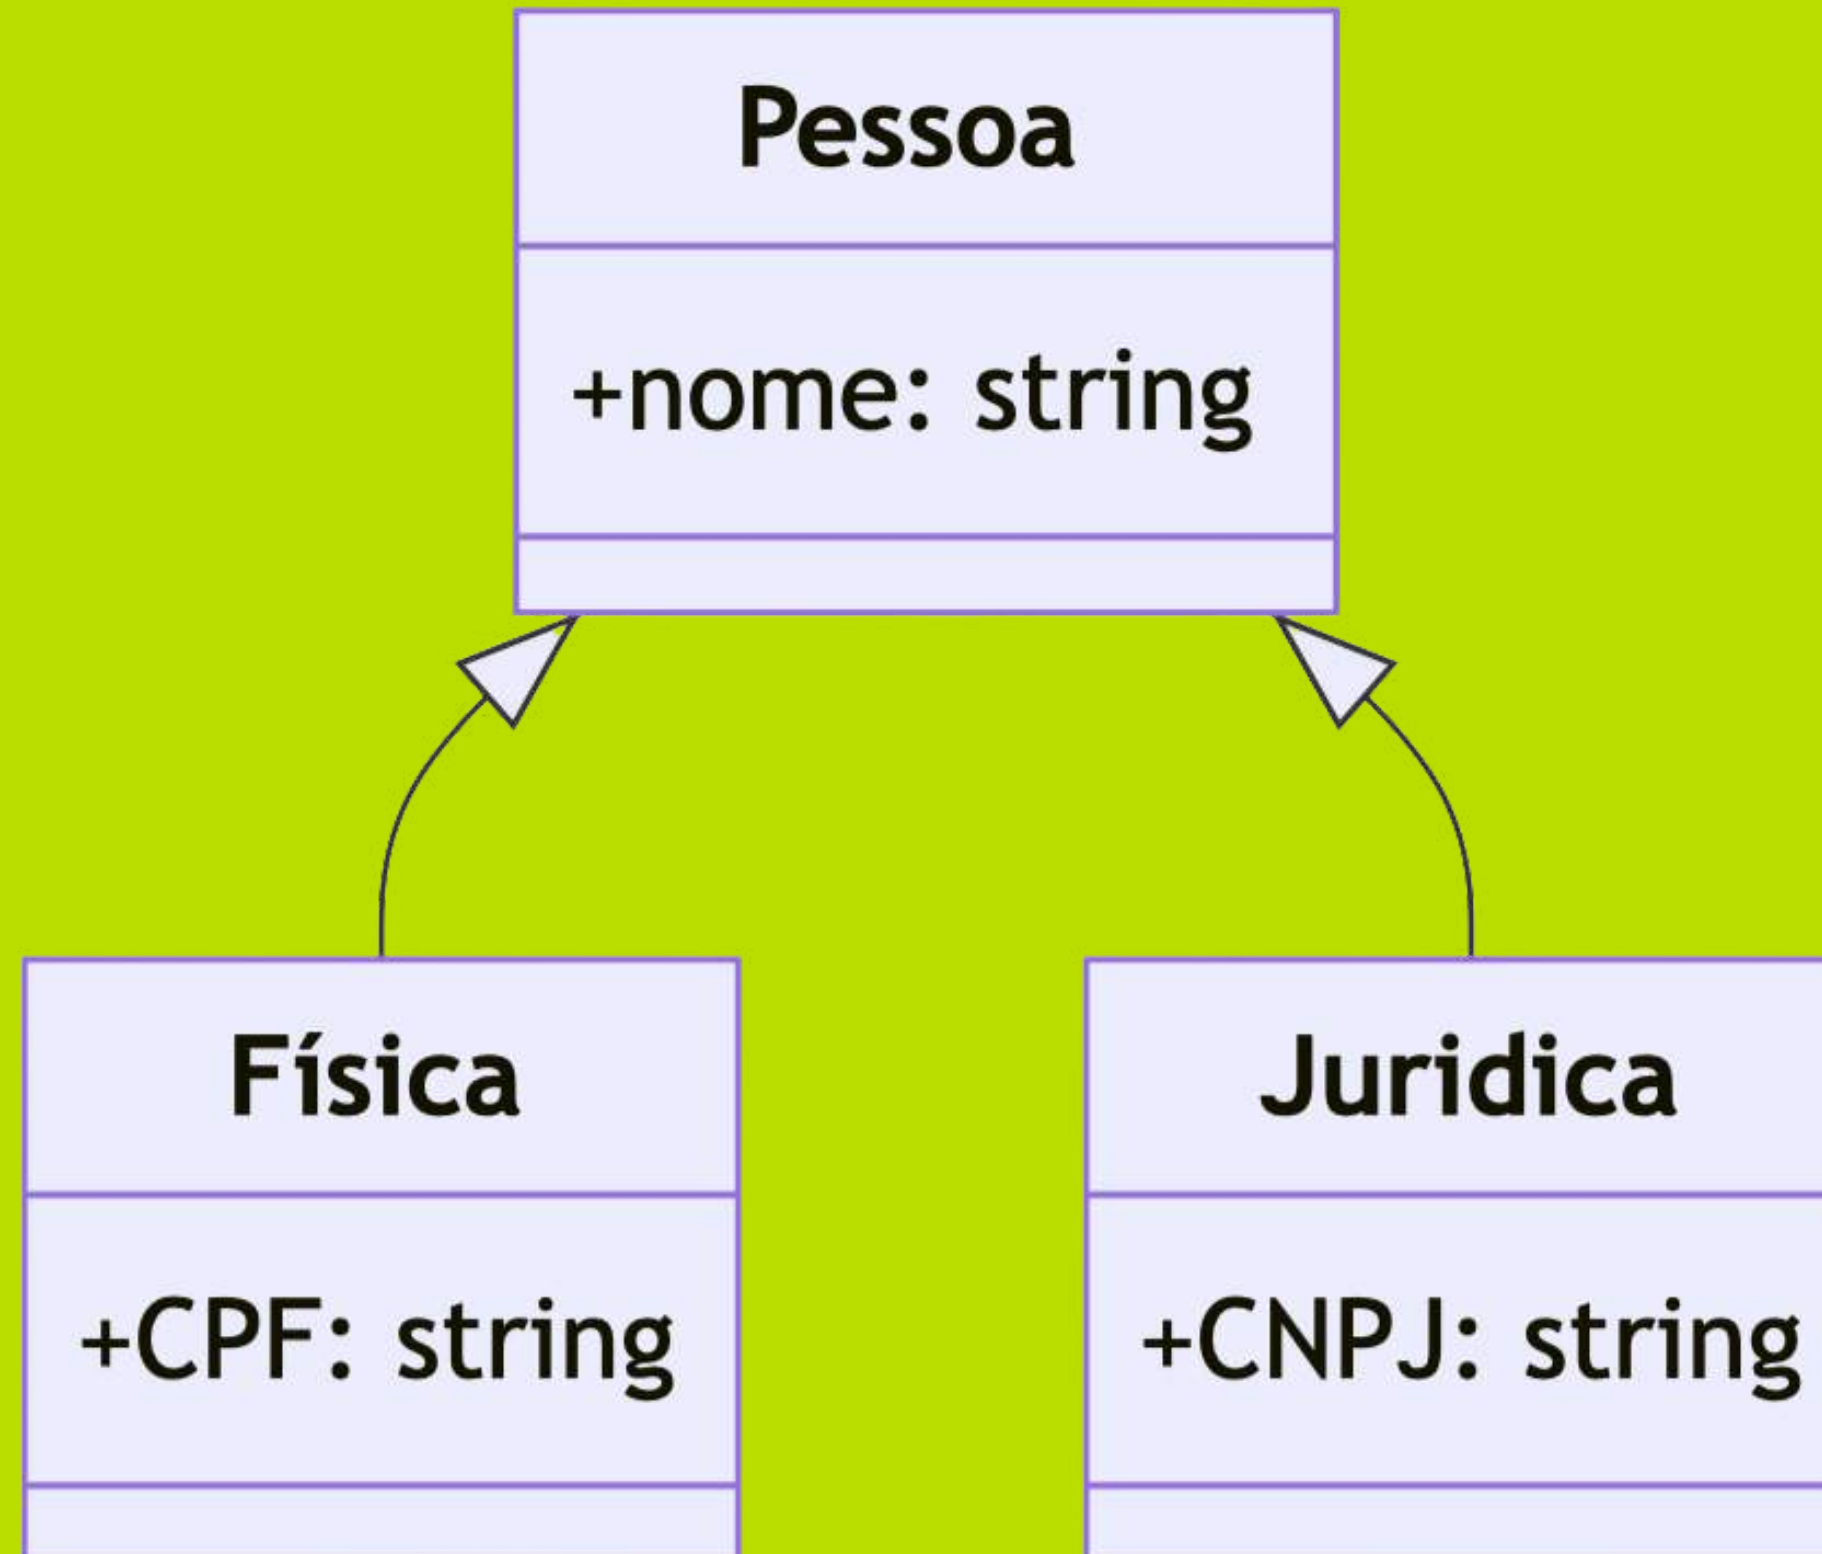 Pessoa
+nome: string
Física
Juridica
+CPF: string
+CNPJ: string